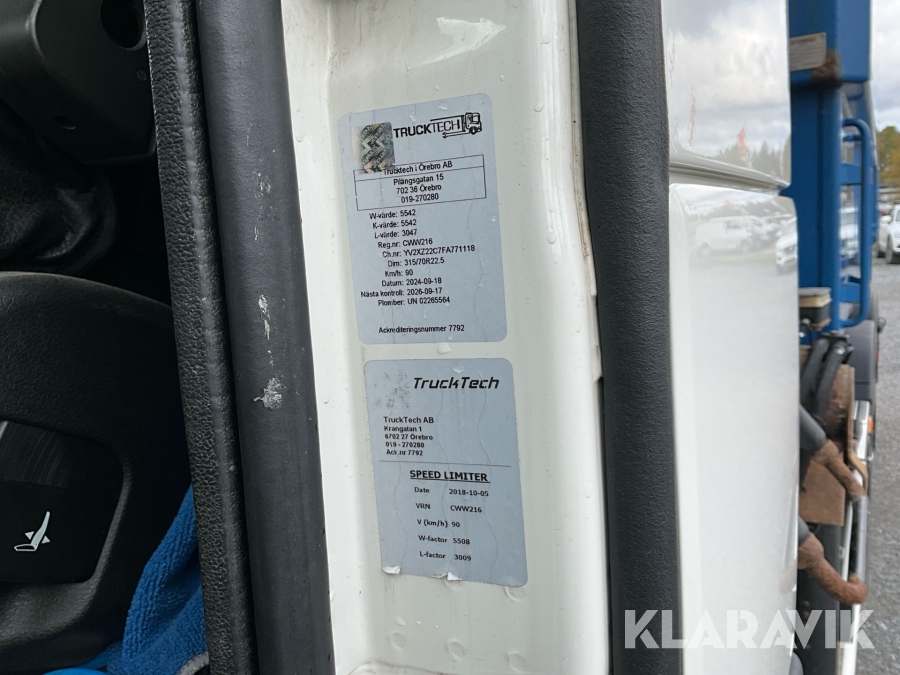 TRUCKTECH
Trucktech i Örebro AB
Pilängsgatan 15
702 36 Örebro
019-270280
W-värde: 5542
K-värde: 5542
L-värde: 3047
Reg.nr: CWW216
Ch.nr: YV2XZ22C7FA771118
Dim: 315/70R22.5
Km/h: 90
Datum: 2024-09-18
Nästa kontroll: 2026-09-17
Plomber: UN 02265564
Ackrediteringsnummer 7792
TruckTech
TruckTech AB
Krangatan 1
6702 27 Örebro
019 - 270280
Ack.nr 7792
SPEED LIMITER
Date 2018-10-05
VRN CWW216
V (km/h) 90
W-factor 5508
L-factor 3009
KLARAVIK